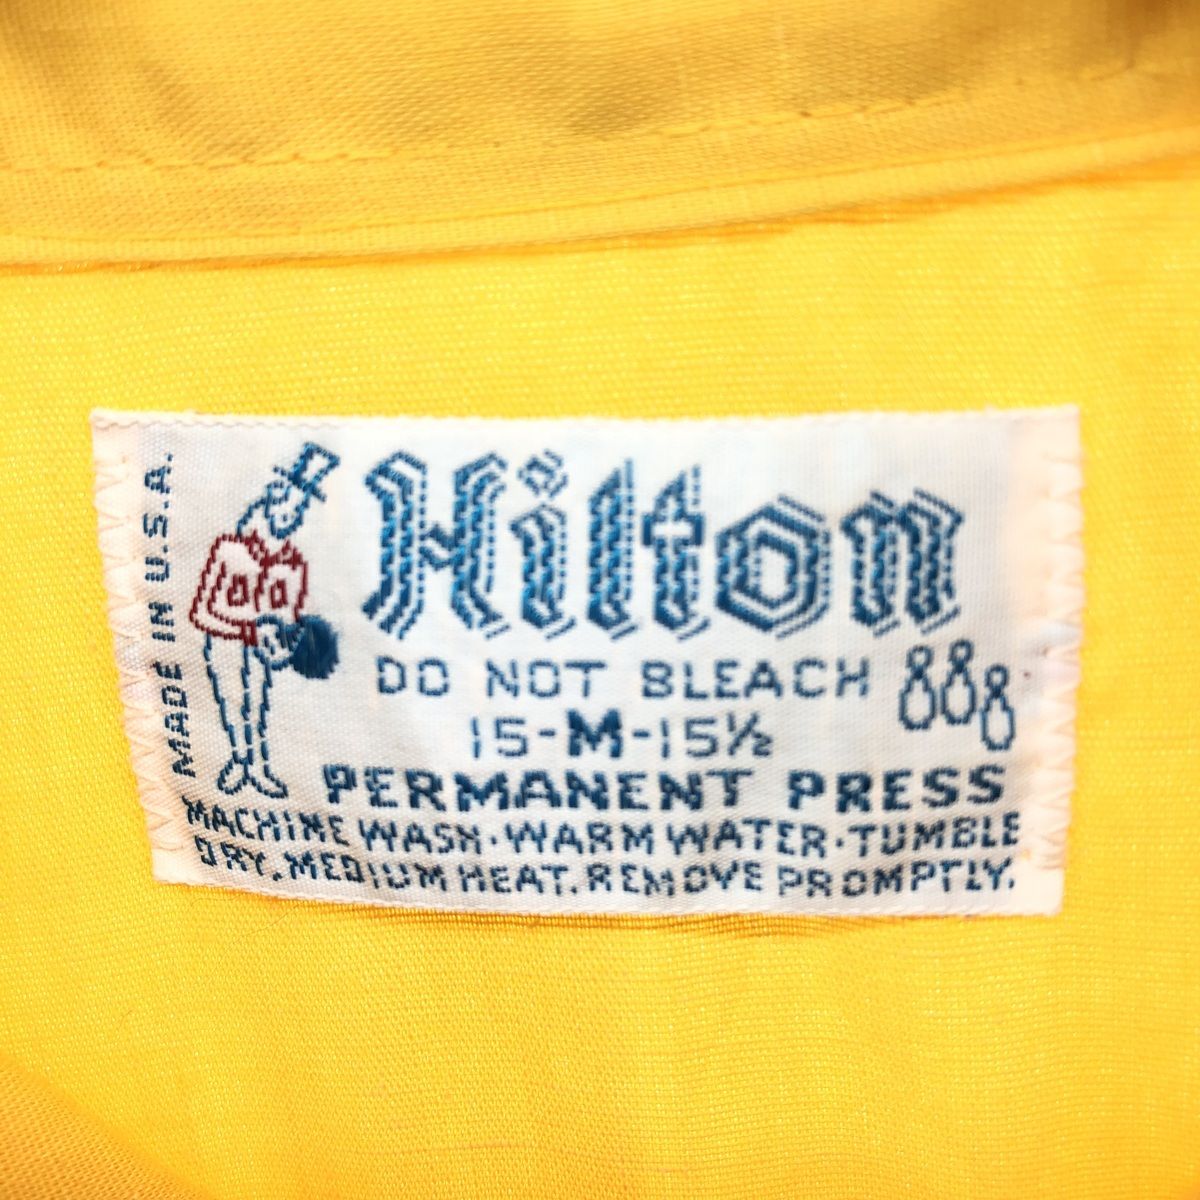 MADE IN U.S.A.
Hilton
DO NOT BLEACH
15-M-15½
PERMANENT PRESS
MACHINE WASH·WARM WATER·TUMBLE
DRY, MEDIUM HEAT. REMOVE PROMPTLY.